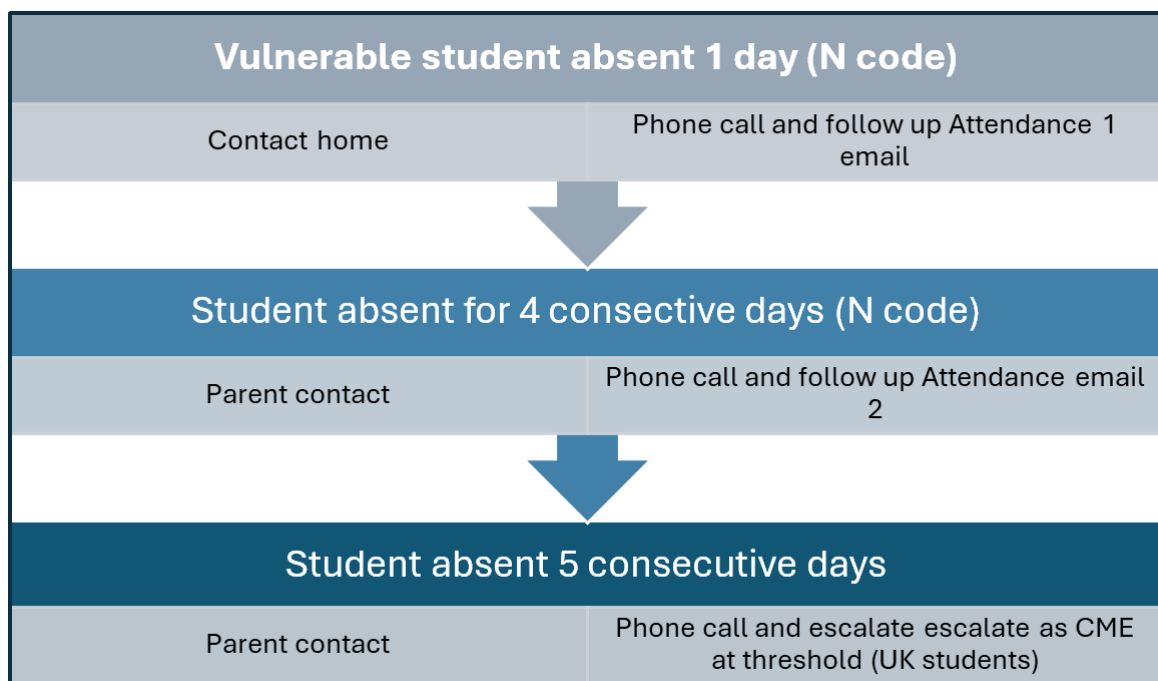 Vulnerable student absent 1 day (N code)
Contact home
Phone call and follow up Attendance 1
email
Student absent for 4 consective days (N code)
Parent contact
Phone call and follow up Attendance email
2
Student absent 5 consecutive days
Parent contact
Phone call and escalate escalate as CME
at threshold (UK students)